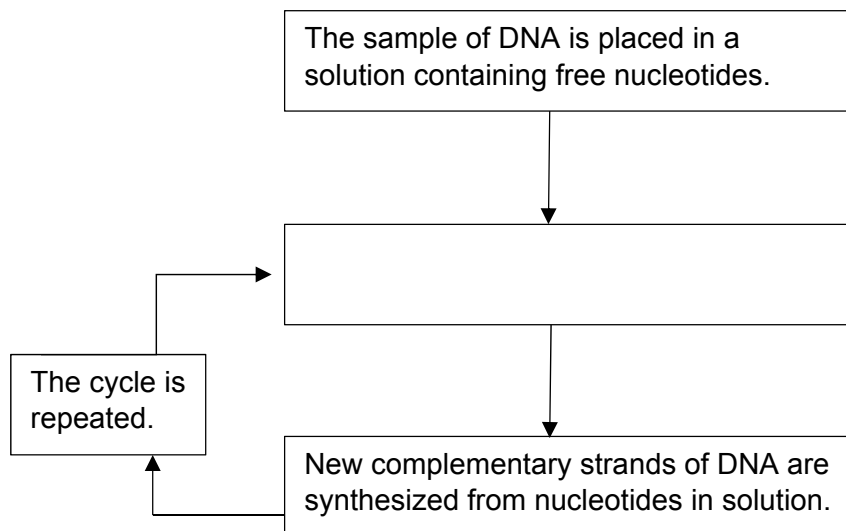 The sample of DNA is placed in a
solution containing free nucleotides.
The cycle is
repeated.
New complementary strands of DNA are
synthesized from nucleotides in solution.